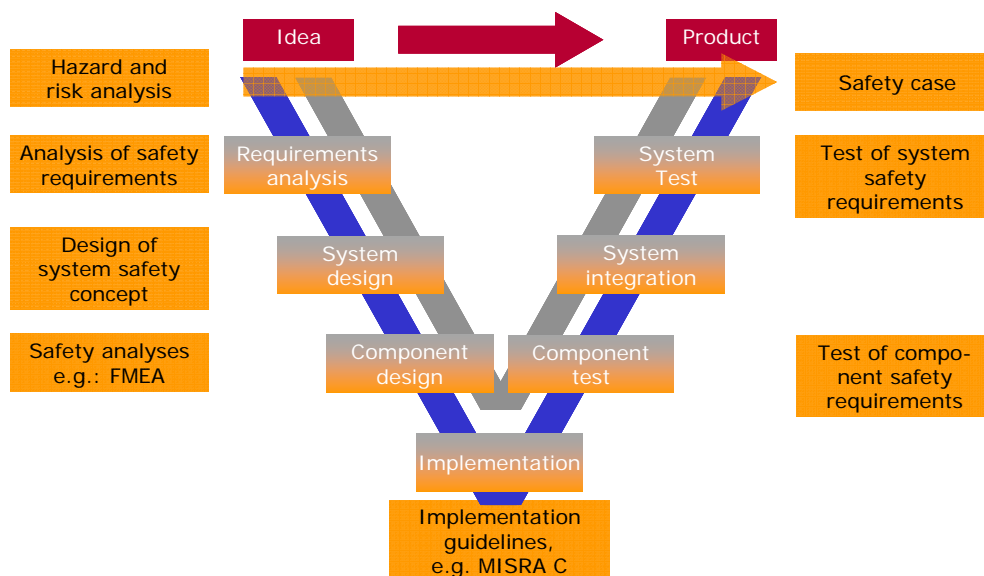 Idea
Product
Hazard and
risk analysis
Safety case
Analysis of safety
requirements
Requirements
analysis
System
Test
Test of system
safety
requirements
Design of
system safety
concept
System
design
System
integration
Safety analyses
e.g.: FMEA
Component
design
Component
test
Test of compo-
nent safety
requirements
Implementation
Implementation
guidelines,
e.g. MISRA C